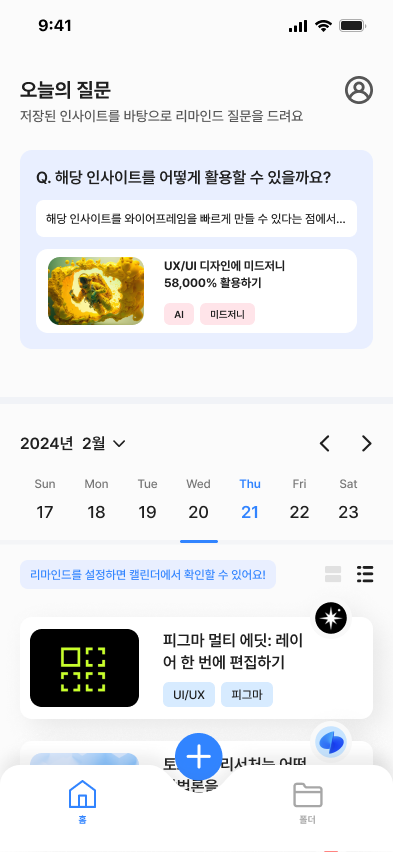 9:41
오늘의 질문
저장된 인사이트를 바탕으로 리마인드 질문을 드려요
Q. 해당 인사이트를 어떻게 활용할 수 있을까요?
해당 인사이트를 와이어프레임을 빠르게 만들 수 있다는 점에서...
UX/UI 디자인에 미드저니
58,000% 활용하기
AI 미드저니
2024년 2월
Sun Mon Tue Wed Thu Fri Sat
17 18 19 20 21 22 23
리마인드를 설정하면 캘린더에서 확인할 수 있어요!
피그마 멀티 에딧: 레이
어 한 번에 편집하기
UI/UX 피그마
리서처는 어떤
홈 폴더